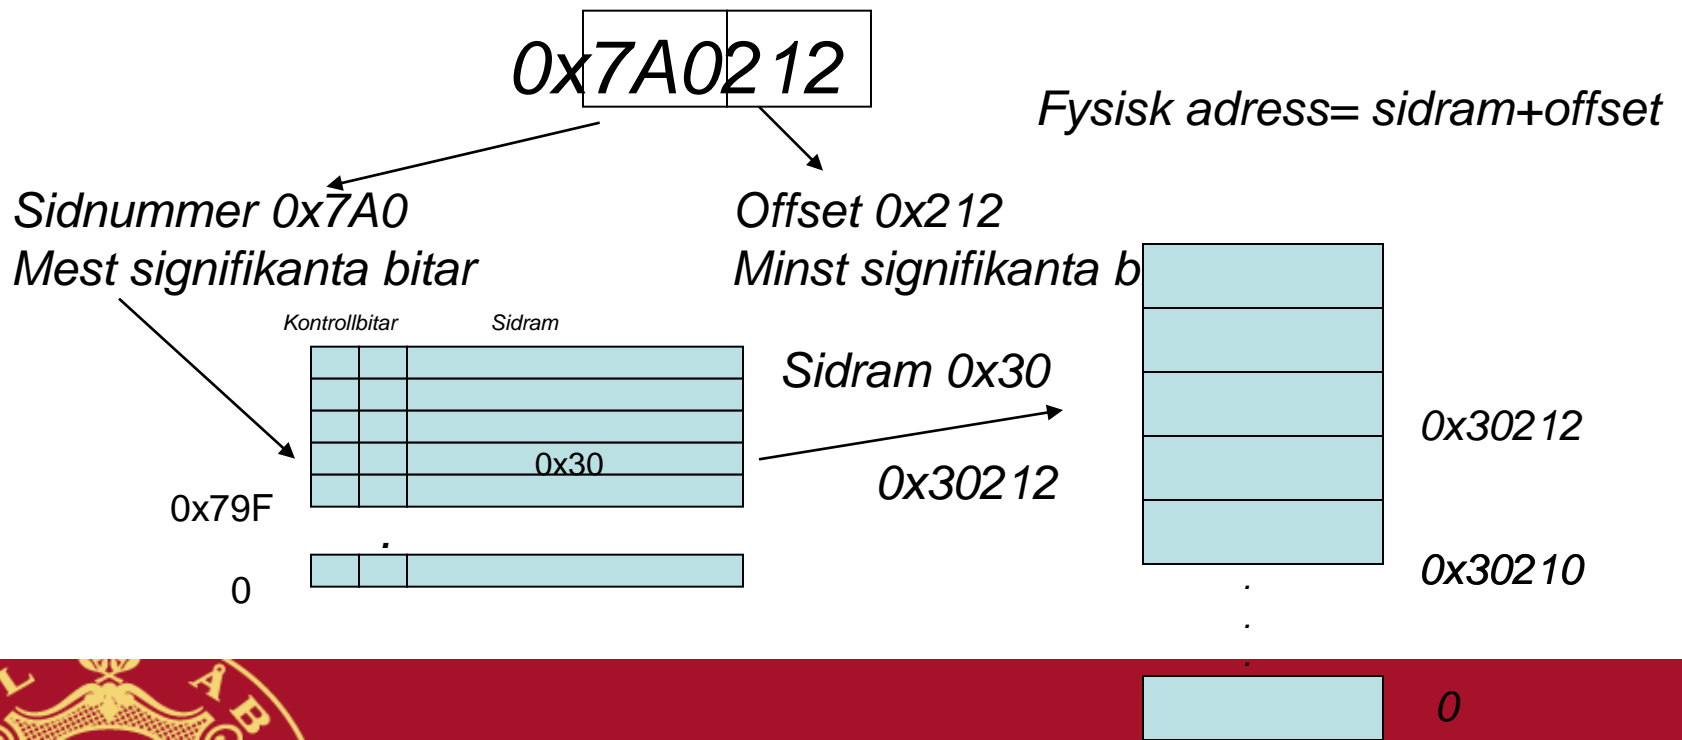 0x7A0212
Fysisk adress= sidram+offset
Sidnummer 0x7A0
Mest signifikanta bitar
Offset 0x212
Minst signifikanta b
Kontrollbitar
Sidram
Sidram 0x30
0x30
0x30212
0x30212
0x79F
.
0
0x30210
.
.
.
0
L Å B